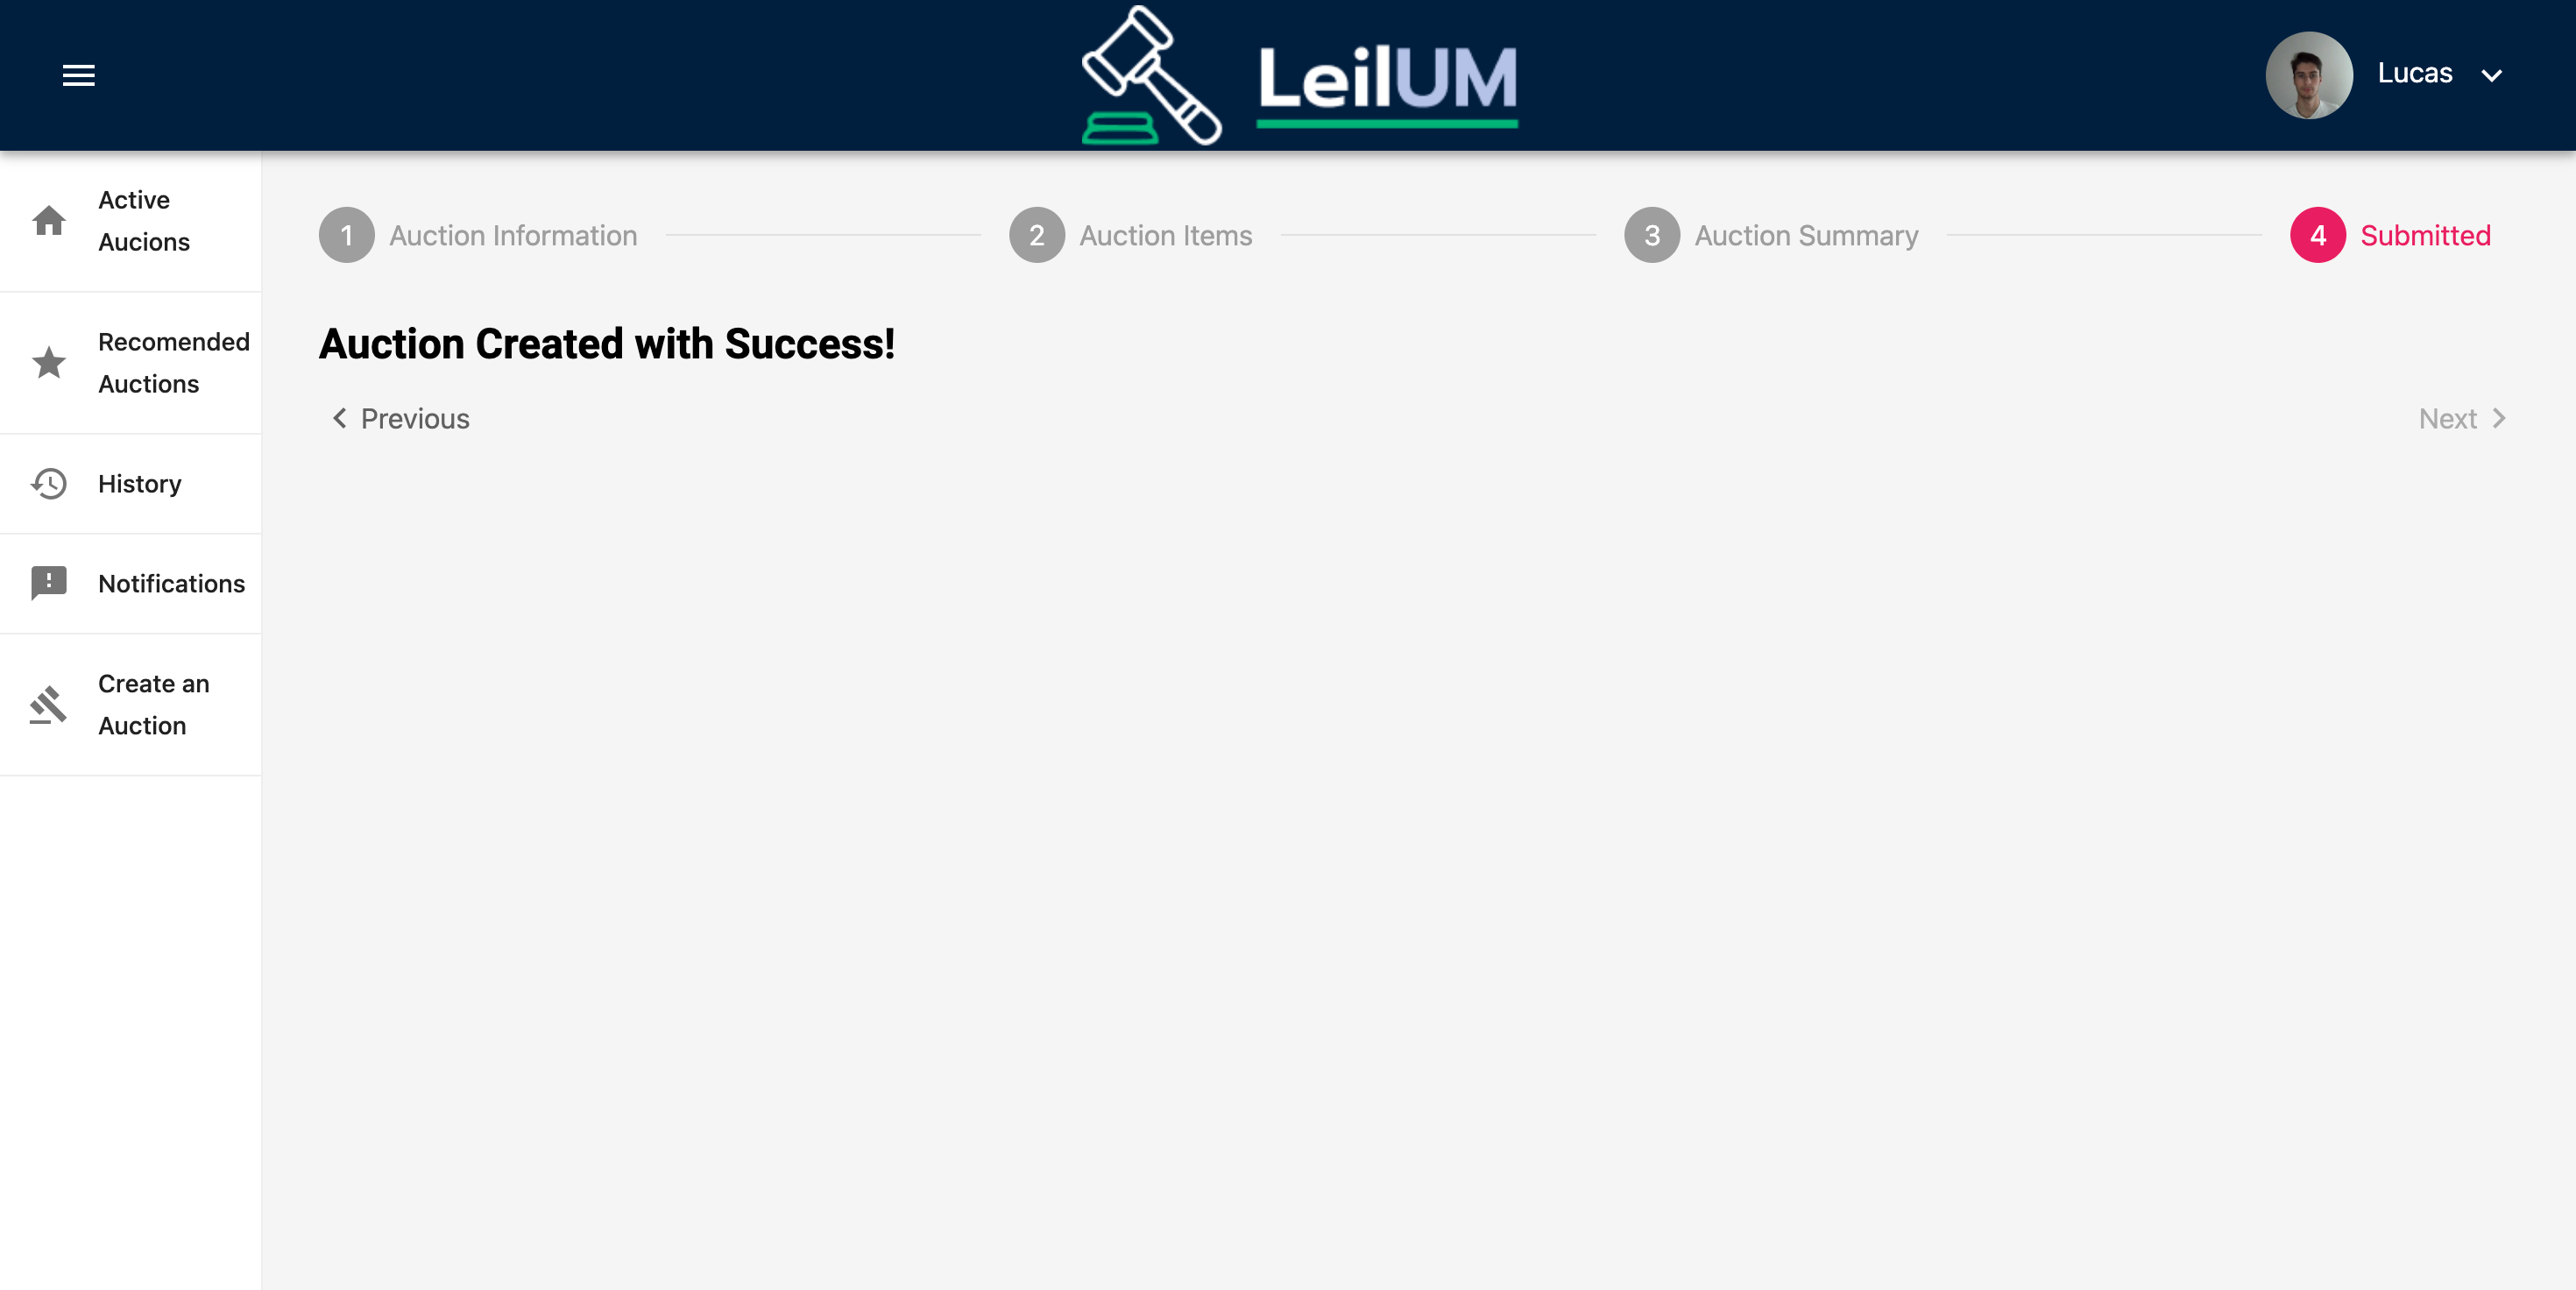 LeilUM
Lucas
Active
Aucions
Recomended
Auctions
History
Notifications
Create an
Auction
1 Auction Information 2 Auction Items 3 Auction Summary 4 Submitted
Auction Created with Success!
Previous Next